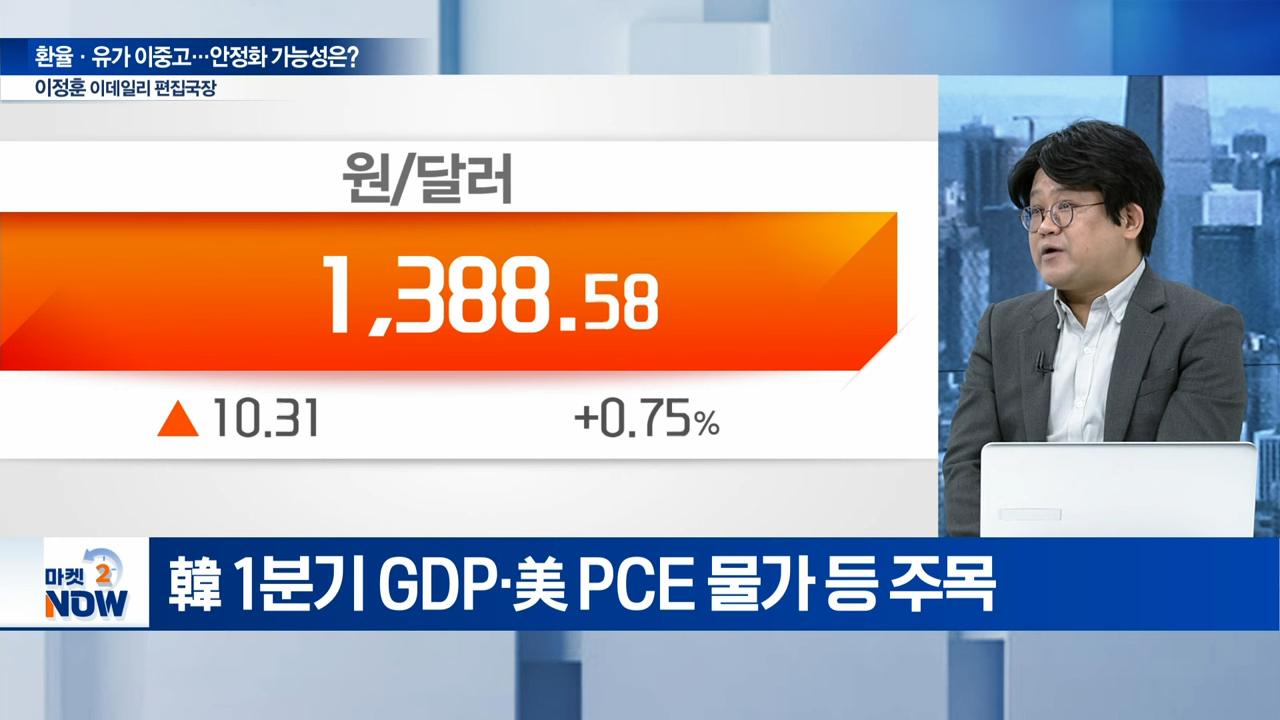 환율·유가 이중고…안정화 가능성은?
이정훈 이데일리 편집국장
원/달러
1,388.58
▲ 10.31 +0.75%
마켓 2
NOW
韓 1분기 GDP·美 PCE 물가 등 주목